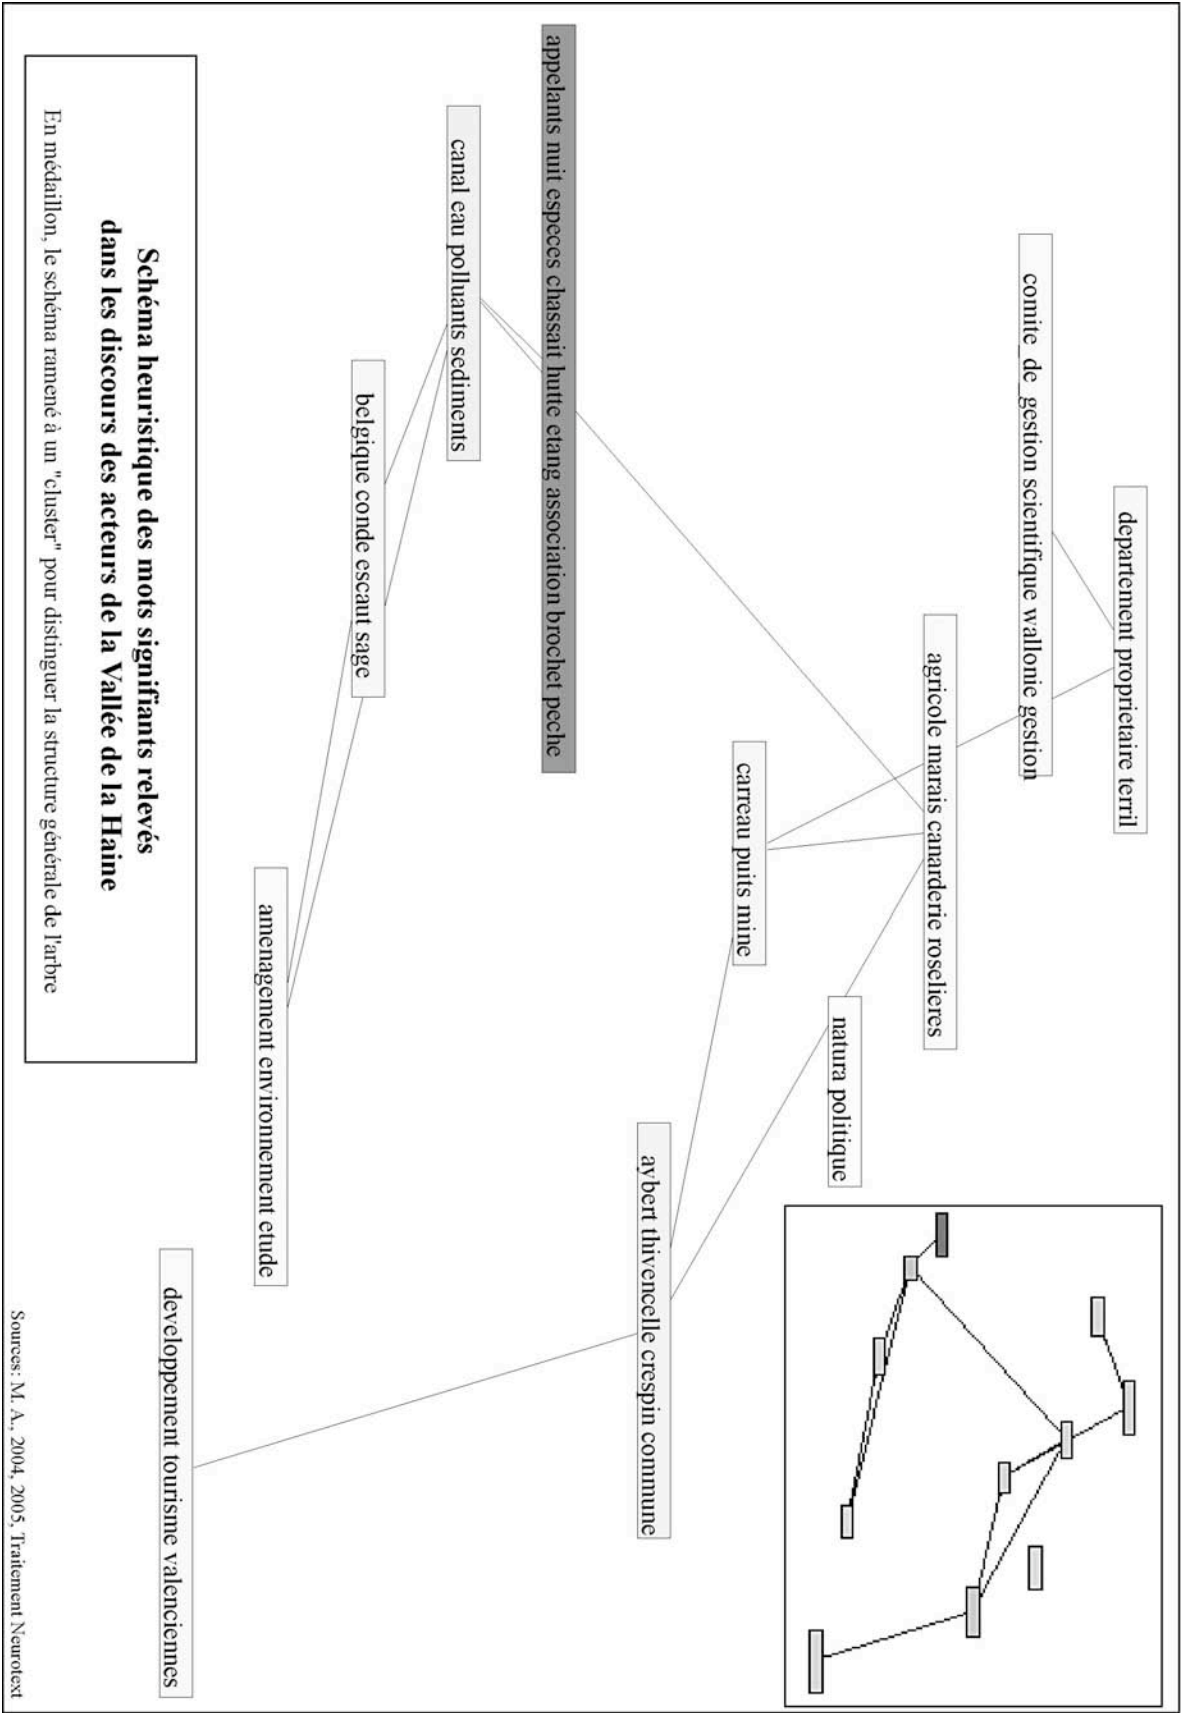 departement proprietaire terril
comite_de_gestion scientifique wallonie gestion
agricole marais canarderie roselieres
natura politique
carreau puits mine
aybert thivencelle crespin commune
appelants nuit especes chassait hutte etang association brochet peche
canal eau polluants sediments
belgique conde escaut sage
amenagement environnement etude
developpement tourisme valenciennes
Schéma heuristique des mots signifiants relevés
dans les discours des acteurs de la Vallée de la Haine
En médaillon, le schéma ramené à un "cluster" pour distinguer la structure générale de l'arbre
Sources: M. A., 2004, 2005, Traitement Neurotext